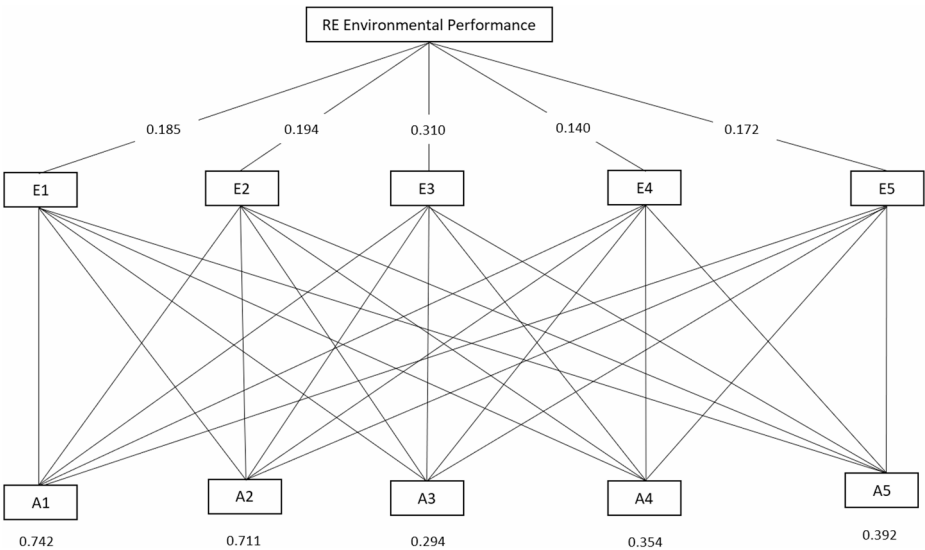 RE Environmental Performance
0.185 0.194 0.310 0.140 0.172
E1 E2 E3 E4 E5
A1 A2 A3 A4 A5
0.742 0.711 0.294 0.354 0.392